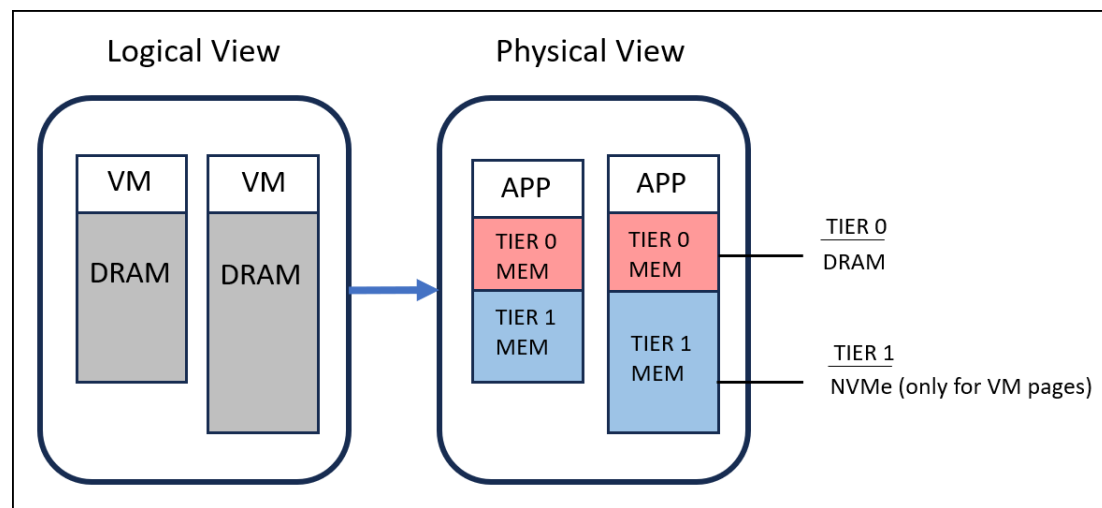 Logical View
Physical View
VM
DRAM
VM
DRAM
APP
TIER 0
MEM
TIER 1
MEM
APP
TIER 0
MEM
TIER 1
MEM
TIER 0
DRAM
TIER 1
NVMe (only for VM pages)